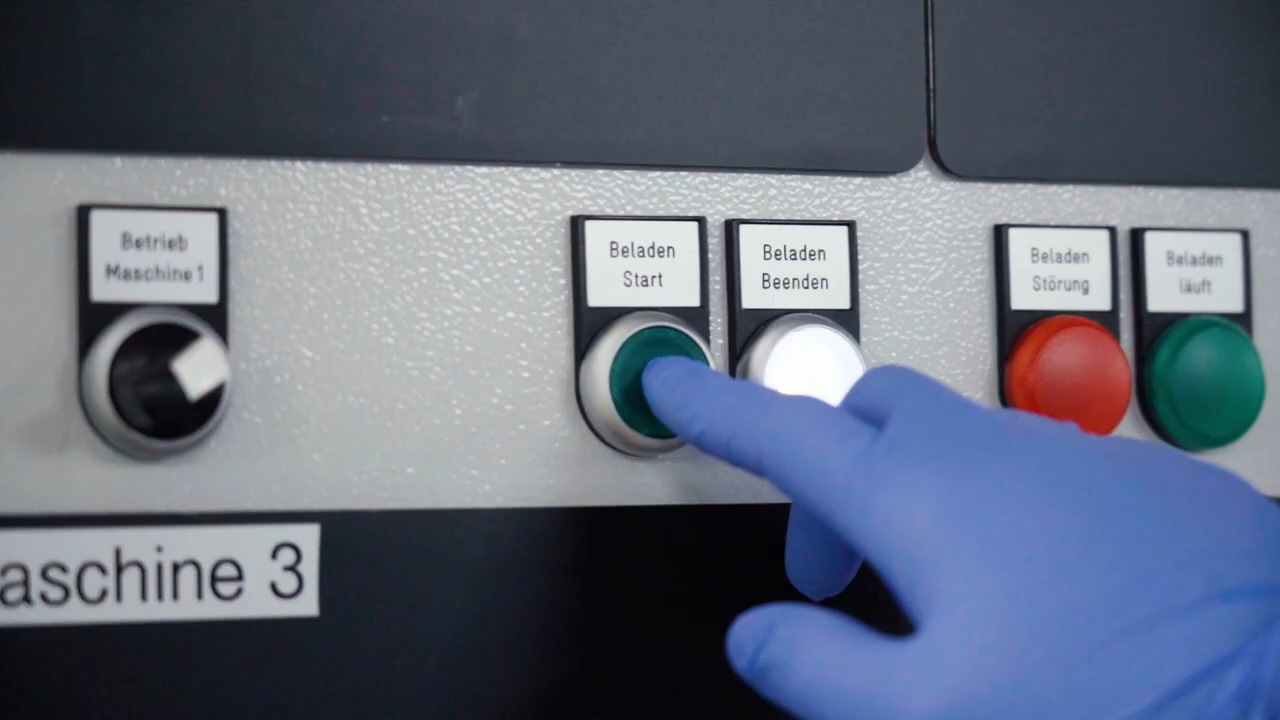 Betrieb
Maschine 1
Beladen
Start
Beladen
Beenden
Beladen
Störung
Beladen
läuft
aschine 3